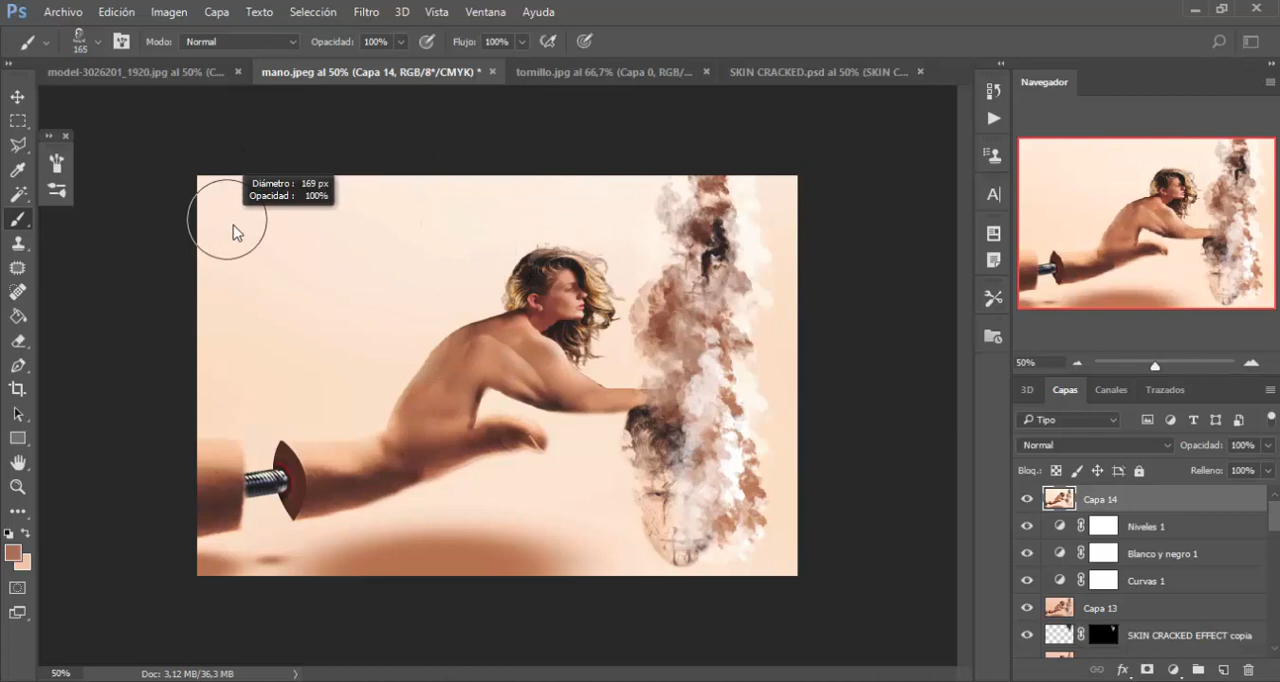 Ps Archivo Edición Imagen Capa Texto Selección Filtro 3D Vista Ventana Ayuda
165 Modo: Normal Opacidad: 100% Flujo: 100%
model-3026201_1920.jpg al 50% (C... × mano.jpeg al 50% (Capa 14, RGB/8*/CMYK) * × tornillo.jpg al 66,7% (Capa 0, RGB/... × SKIN CRACKED.psd al 50% (SKIN C... ×
Navegador
Diámetro : 169 px
Opacidad : 100%
50%
3D Capas Canales Trazados
Tipo
Normal Opacidad: 100%
Bloq.: Relleno: 100%
Capa 14
Niveles 1
Blanco y negro 1
Curvas 1
Capa 13
SKIN CRACKED EFFECT copia
50% Doc: 3,12 MB/36,3 MB